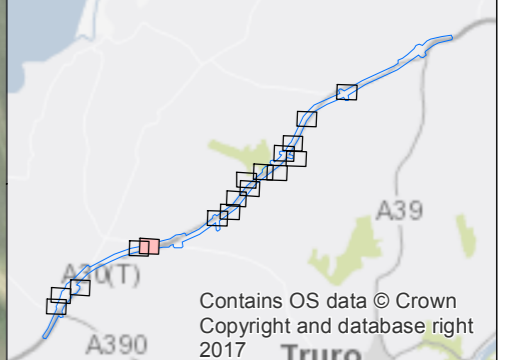 A39
A30(T)
Contains OS data © Crown
Copyright and database right
2017
A390
Truro